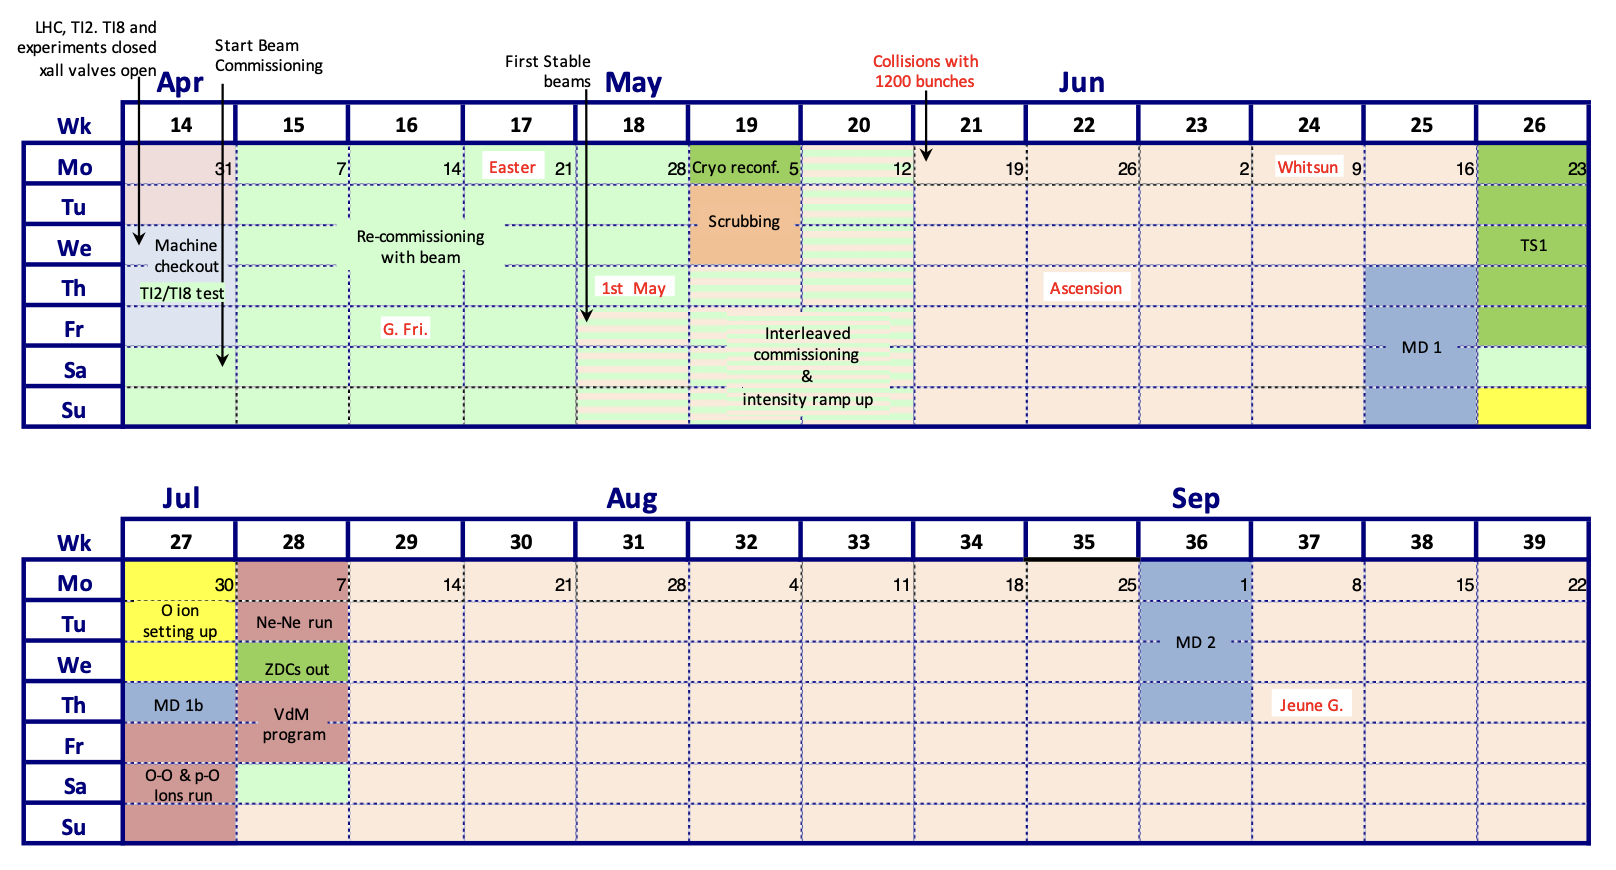 LHC, TI2. TI8 and
experiments closed
xall valves open
Start Beam
Commissioning
First Stable
beams
Collisions with
1200 bunches
Apr May Jun
Wk 14 15 16 17 18 19 20 21 22 23 24 25 26
Mo 31 7 14 Easter 21 28 Cryo reconf. 5 12 19 26 2 Whitsun 9 16 23
Tu
Scrubbing
We
Machine
checkout
Re-commissioning
with beam
TS1
Th
TI2/TI8 test
1st May
Ascension
Fr
G. Fri.
Interleaved
commissioning
&
intensity ramp up
MD 1
Sa
Su
Jul Aug Sep
Wk 27 28 29 30 31 32 33 34 35 36 37 38 39
Mo 30 7 14 21 28 4 11 18 25 1 8 15 22
Tu
O ion
setting up
Ne-Ne run
MD 2
We
ZDCs out
Th
MD 1b
VdM
program
Jeune G.
Fr
Sa
O-O & p-O
Ions run
Su